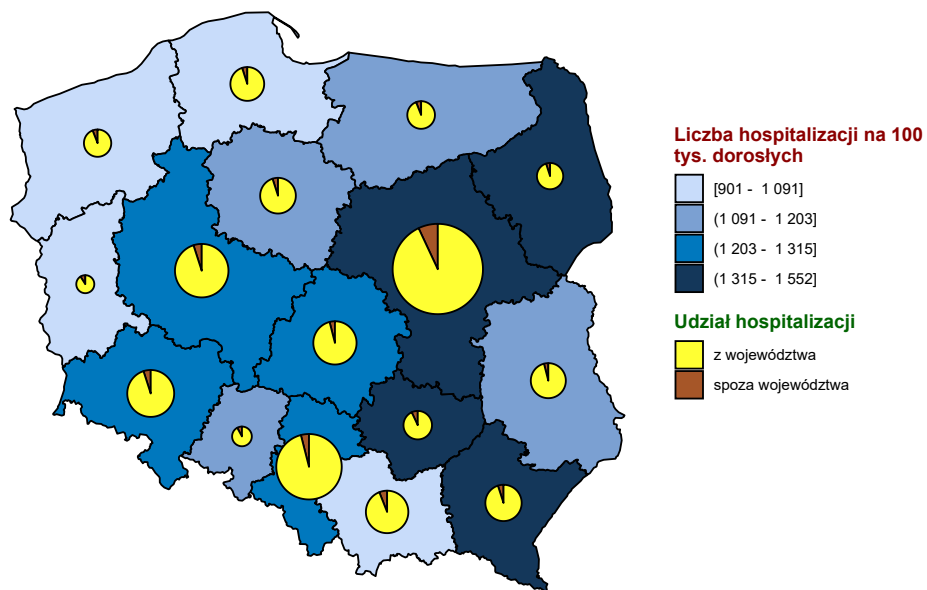 Liczba hospitalizacji na 100
tys. dorosłych
[901 - 1 091]
(1 091 - 1 203]
(1 203 - 1 315]
(1 315 - 1 552]
Udział hospitalizacji
z województwa
spoza województwa